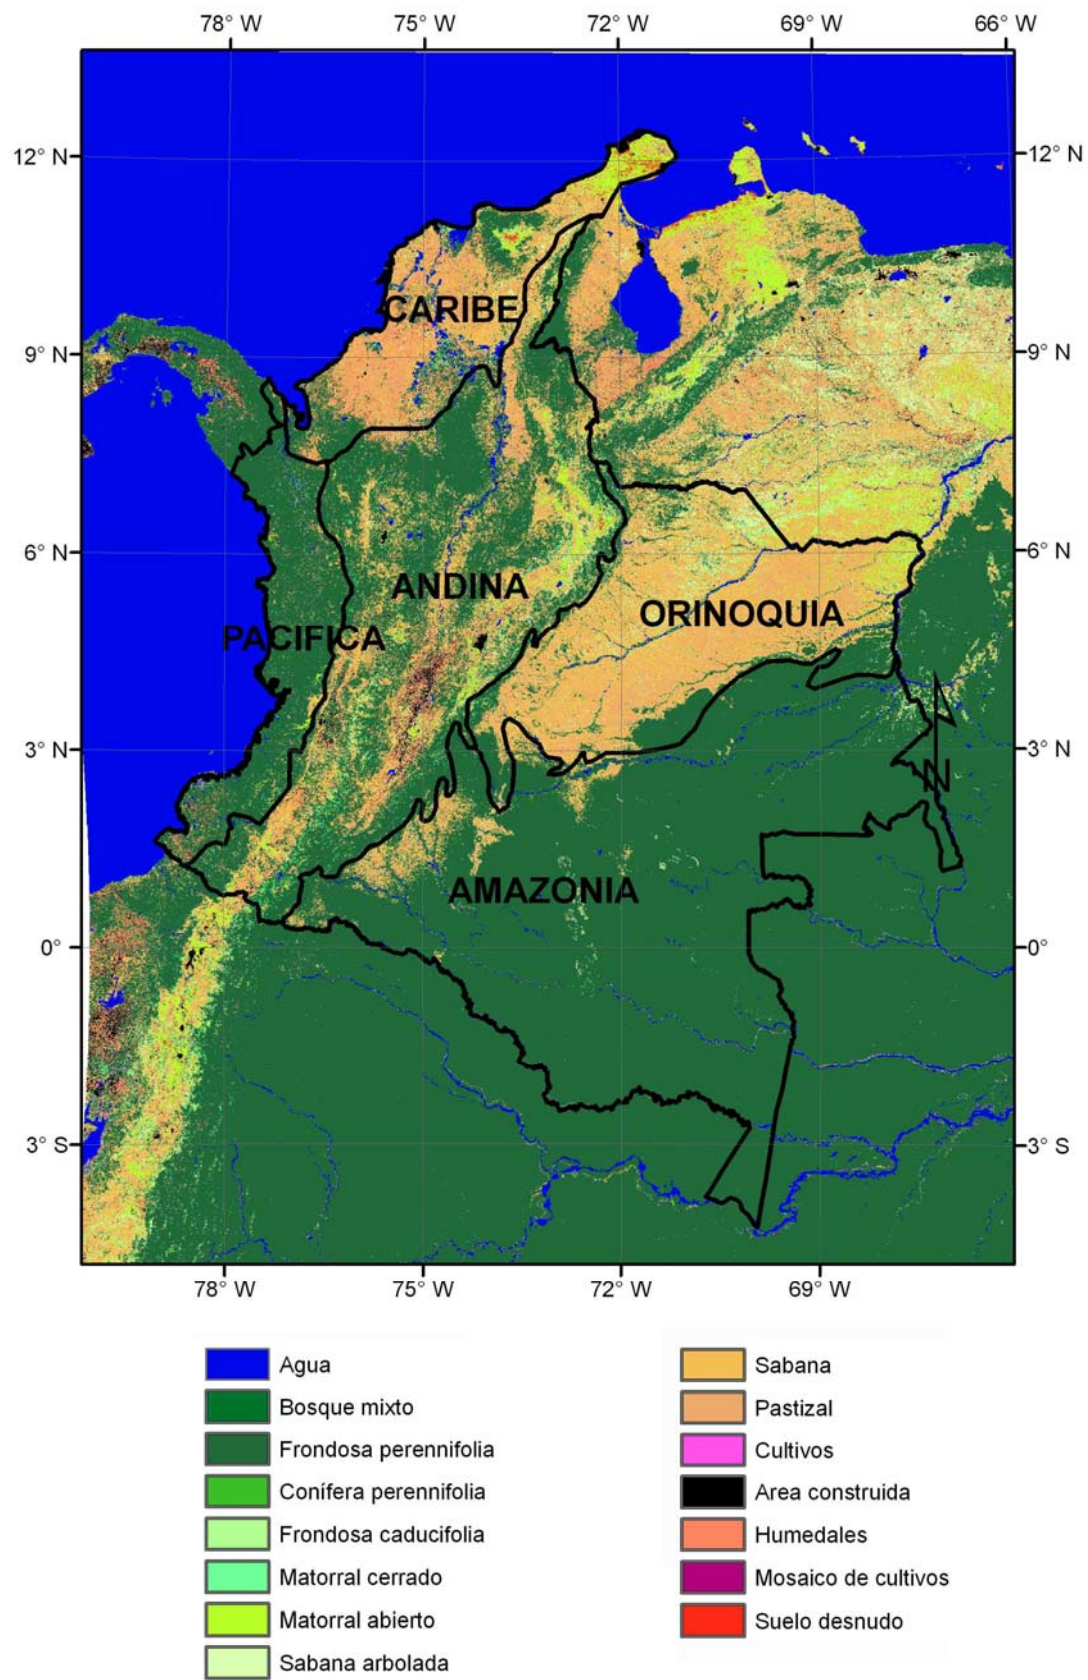 78° W 75° W 72° W 69° W 66° W
12° N 12° N
CARIBE
9° N 9° N
6° N 6° N
ANDINA
ORINOQUIA
PACIFICA
3° N 3° N
N
AMAZONIA
0° 0°
3° S 3° S
78° W 75° W 72° W 69° W
Agua
Bosque mixto
Frondosa perennifolia
Conífera perennifolia
Frondosa caducifolia
Matorral cerrado
Matorral abierto
Sabana arbolada
Sabana
Pastizal
Cultivos
Area construida
Humedales
Mosaico de cultivos
Suelo desnudo